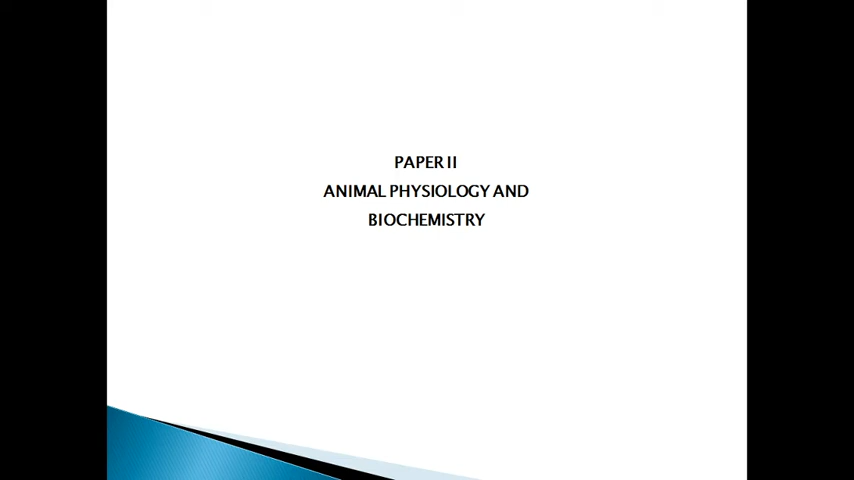 PAPER II
ANIMAL PHYSIOLOGY AND
BIOCHEMISTRY